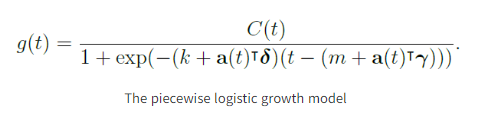 g(t) = C(t) / 1 + exp(−(k + a(t)ᵀδ)(t − (m + a(t)ᵀγ))) .
The piecewise logistic growth model